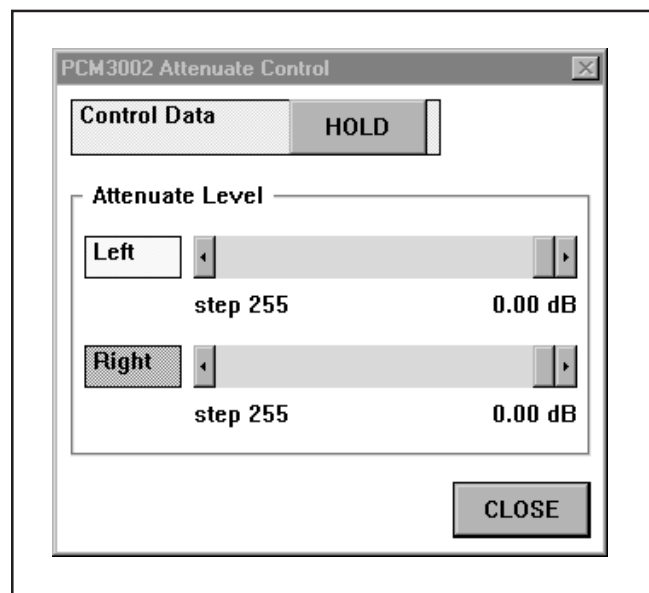 PCM3002 Attenuate Control
Control Data HOLD
Attenuate Level
Left
step 255 0.00 dB
Right
step 255 0.00 dB
CLOSE